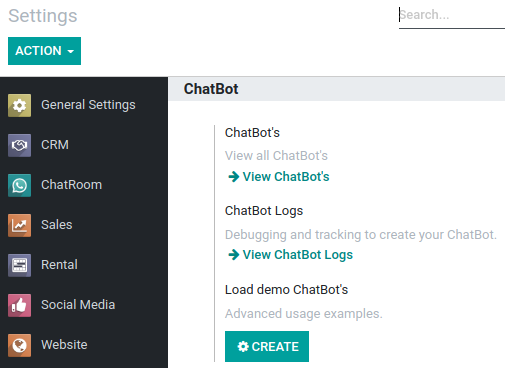 Settings
Search...
ACTION
ChatBot
General Settings
CRM
ChatRoom
Sales
Rental
Social Media
Website
ChatBot's
View all ChatBot's
View ChatBot's
ChatBot Logs
Debugging and tracking to create your ChatBot.
View ChatBot Logs
Load demo ChatBot's
Advanced usage examples.
CREATE